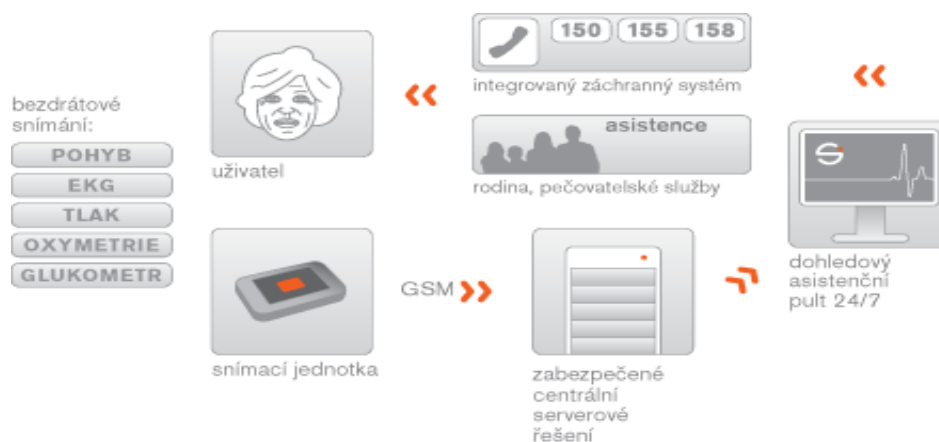 bezdrátové
snímání:
POHYB
EKG
TLAK
OXYMETRIE
GLUKOMETR
uživatel
150 155 158
integrovaný záchranný systém
asistence
rodina, pečovatelské služby
snímací jednotka
GSM
zabezpečené
centrální
serverové
řešení
dohledový
asistenční
pult 24/7